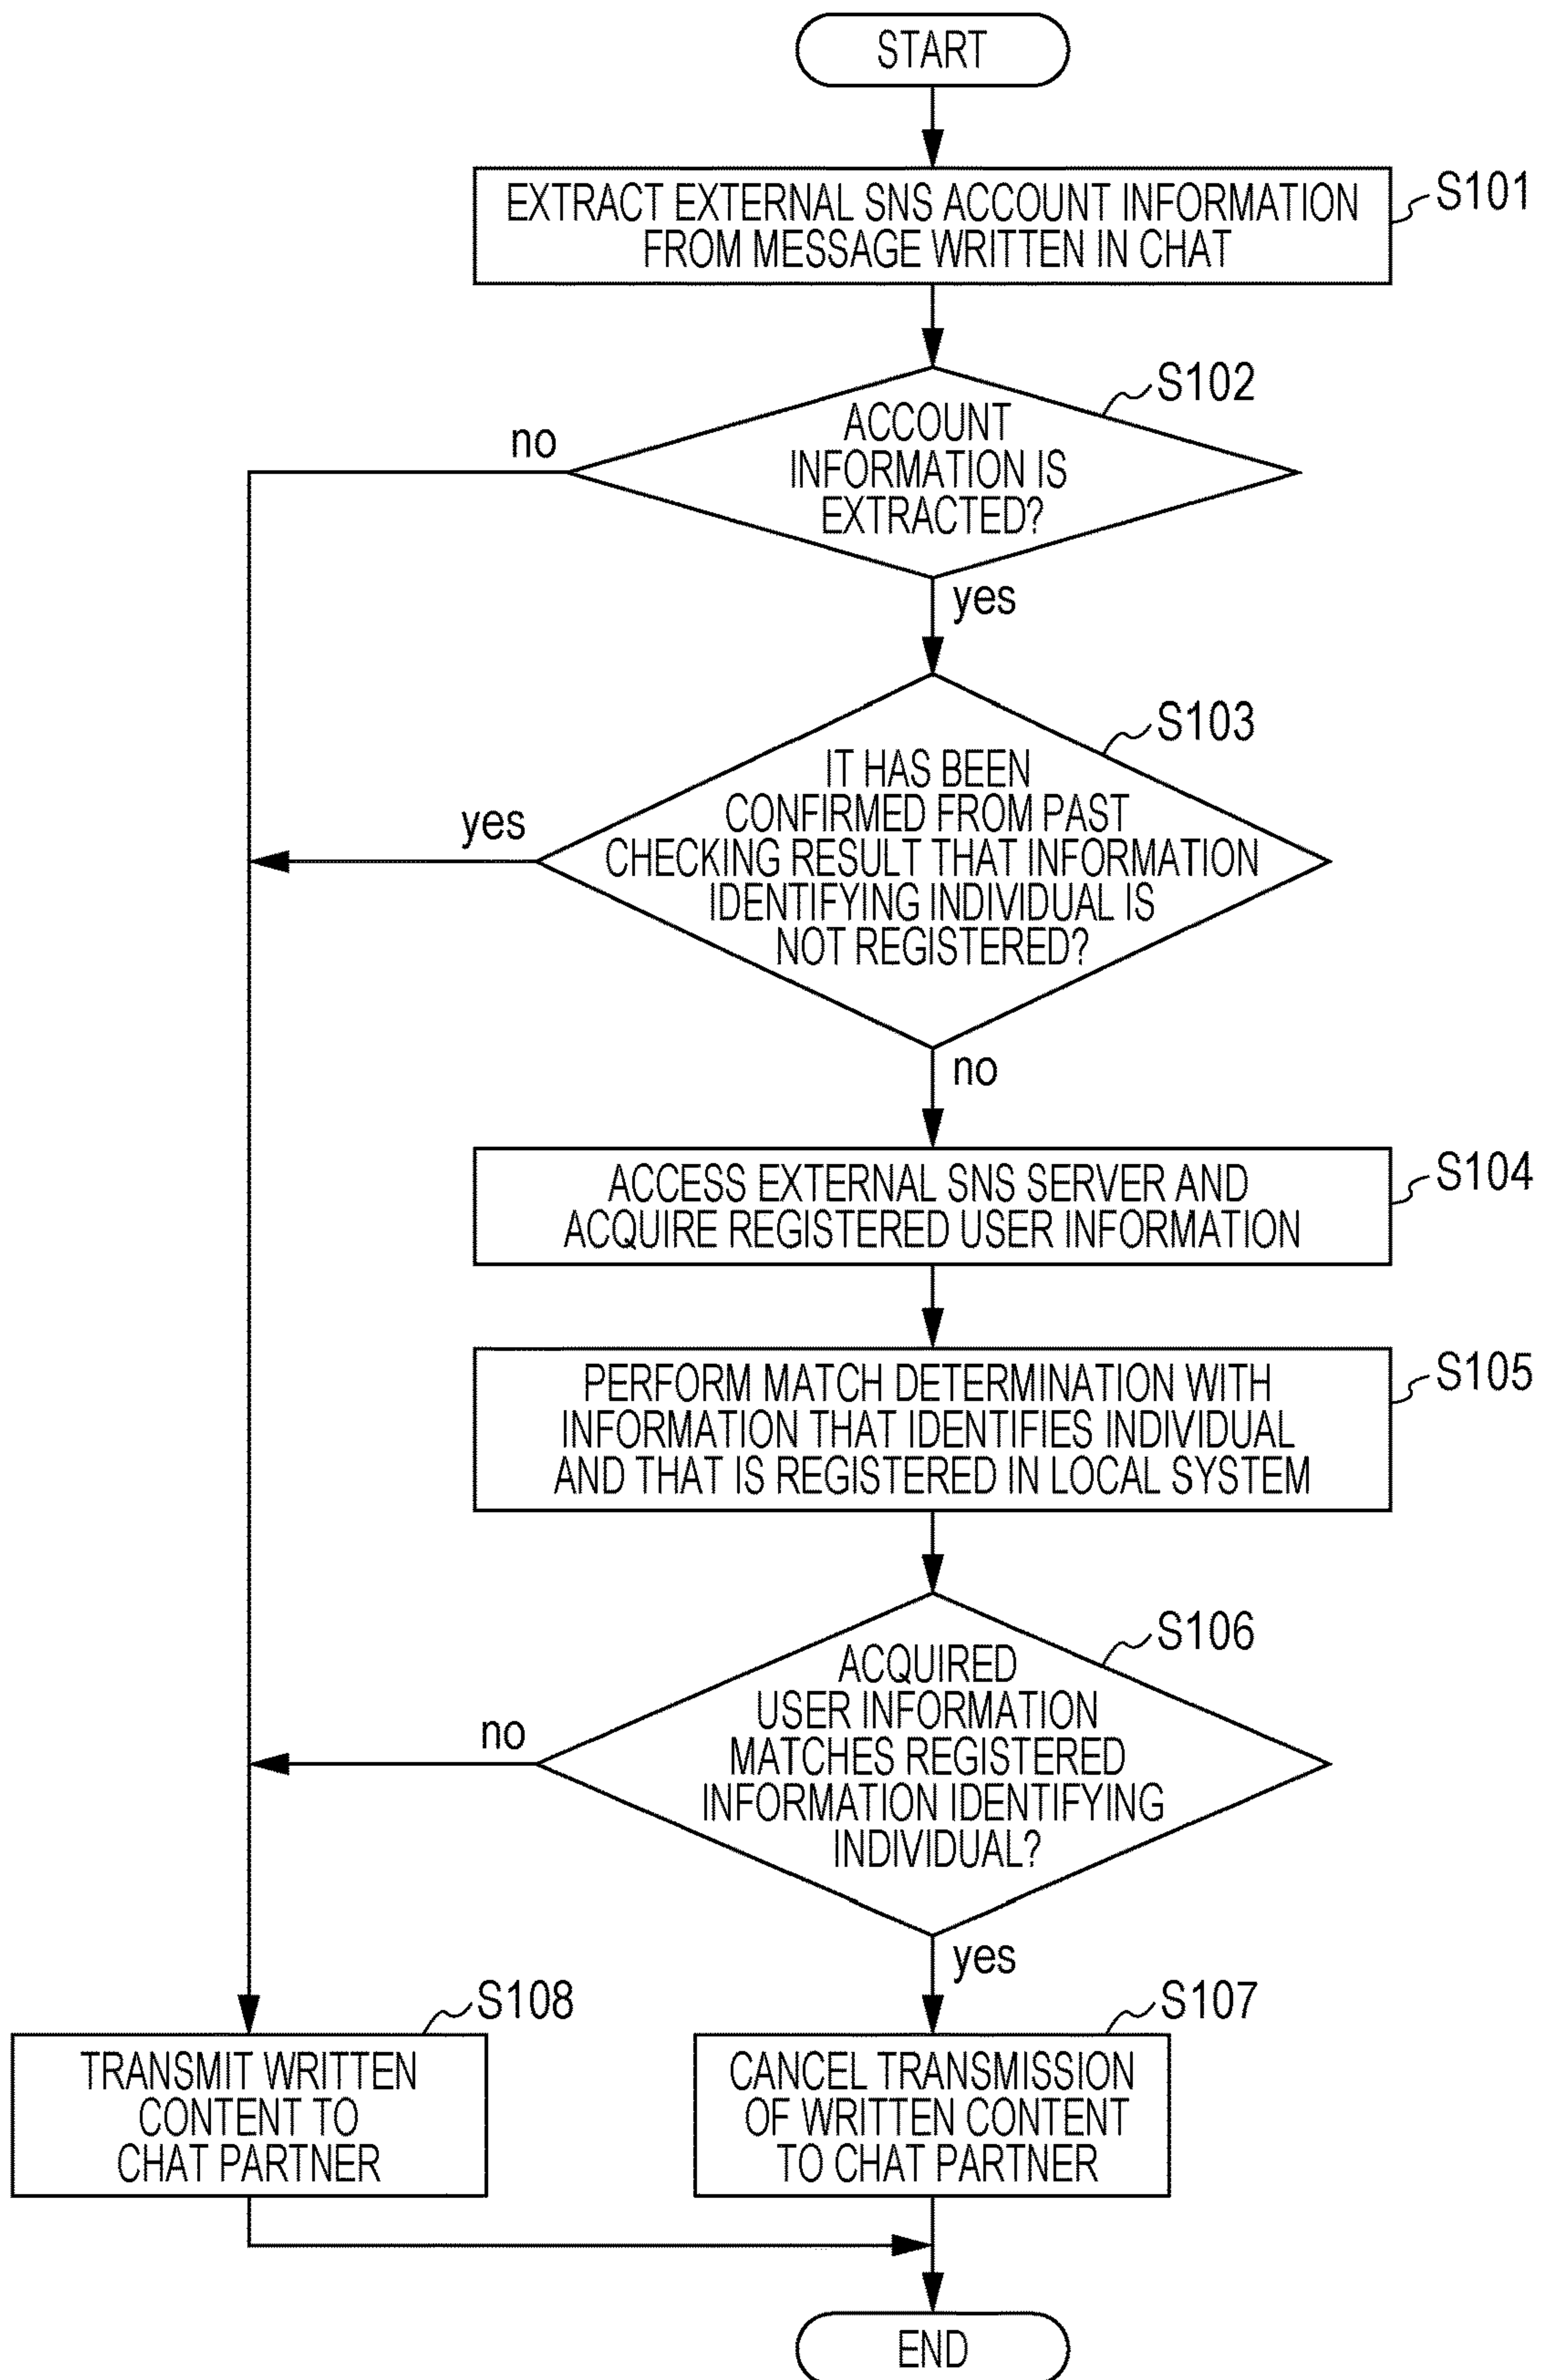 START
EXTRACT EXTERNAL SNS ACCOUNT INFORMATION
FROM MESSAGE WRITTEN IN CHAT
S101
S102
ACCOUNT
INFORMATION IS
EXTRACTED?
no
yes
S103
IT HAS BEEN
CONFIRMED FROM PAST
CHECKING RESULT THAT INFORMATION
IDENTIFYING INDIVIDUAL IS
NOT REGISTERED?
yes
no
ACCESS EXTERNAL SNS SERVER AND
ACQUIRE REGISTERED USER INFORMATION
S104
PERFORM MATCH DETERMINATION WITH
INFORMATION THAT IDENTIFIES INDIVIDUAL
AND THAT IS REGISTERED IN LOCAL SYSTEM
S105
S106
ACQUIRED
USER INFORMATION
MATCHES REGISTERED
INFORMATION IDENTIFYING
INDIVIDUAL?
no
yes
S108
TRANSMIT WRITTEN
CONTENT TO
CHAT PARTNER
S107
CANCEL TRANSMISSION
OF WRITTEN CONTENT
TO CHAT PARTNER
END